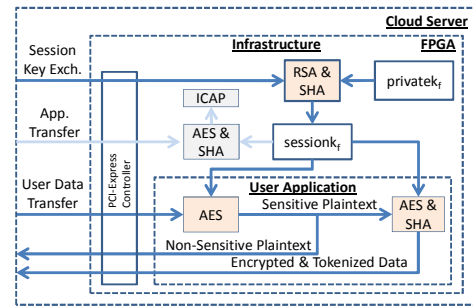 Cloud Server
Session
Key Exch.
Infrastructure
FPGA
RSA &
SHA
privatek_f
ICAP
App.
Transfer
AES &
SHA
sessionk_f
PCI-Express
Controller
User Data
Transfer
User Application
AES
Sensitive Plaintext
AES &
SHA
Non-Sensitive Plaintext
Encrypted & Tokenized Data